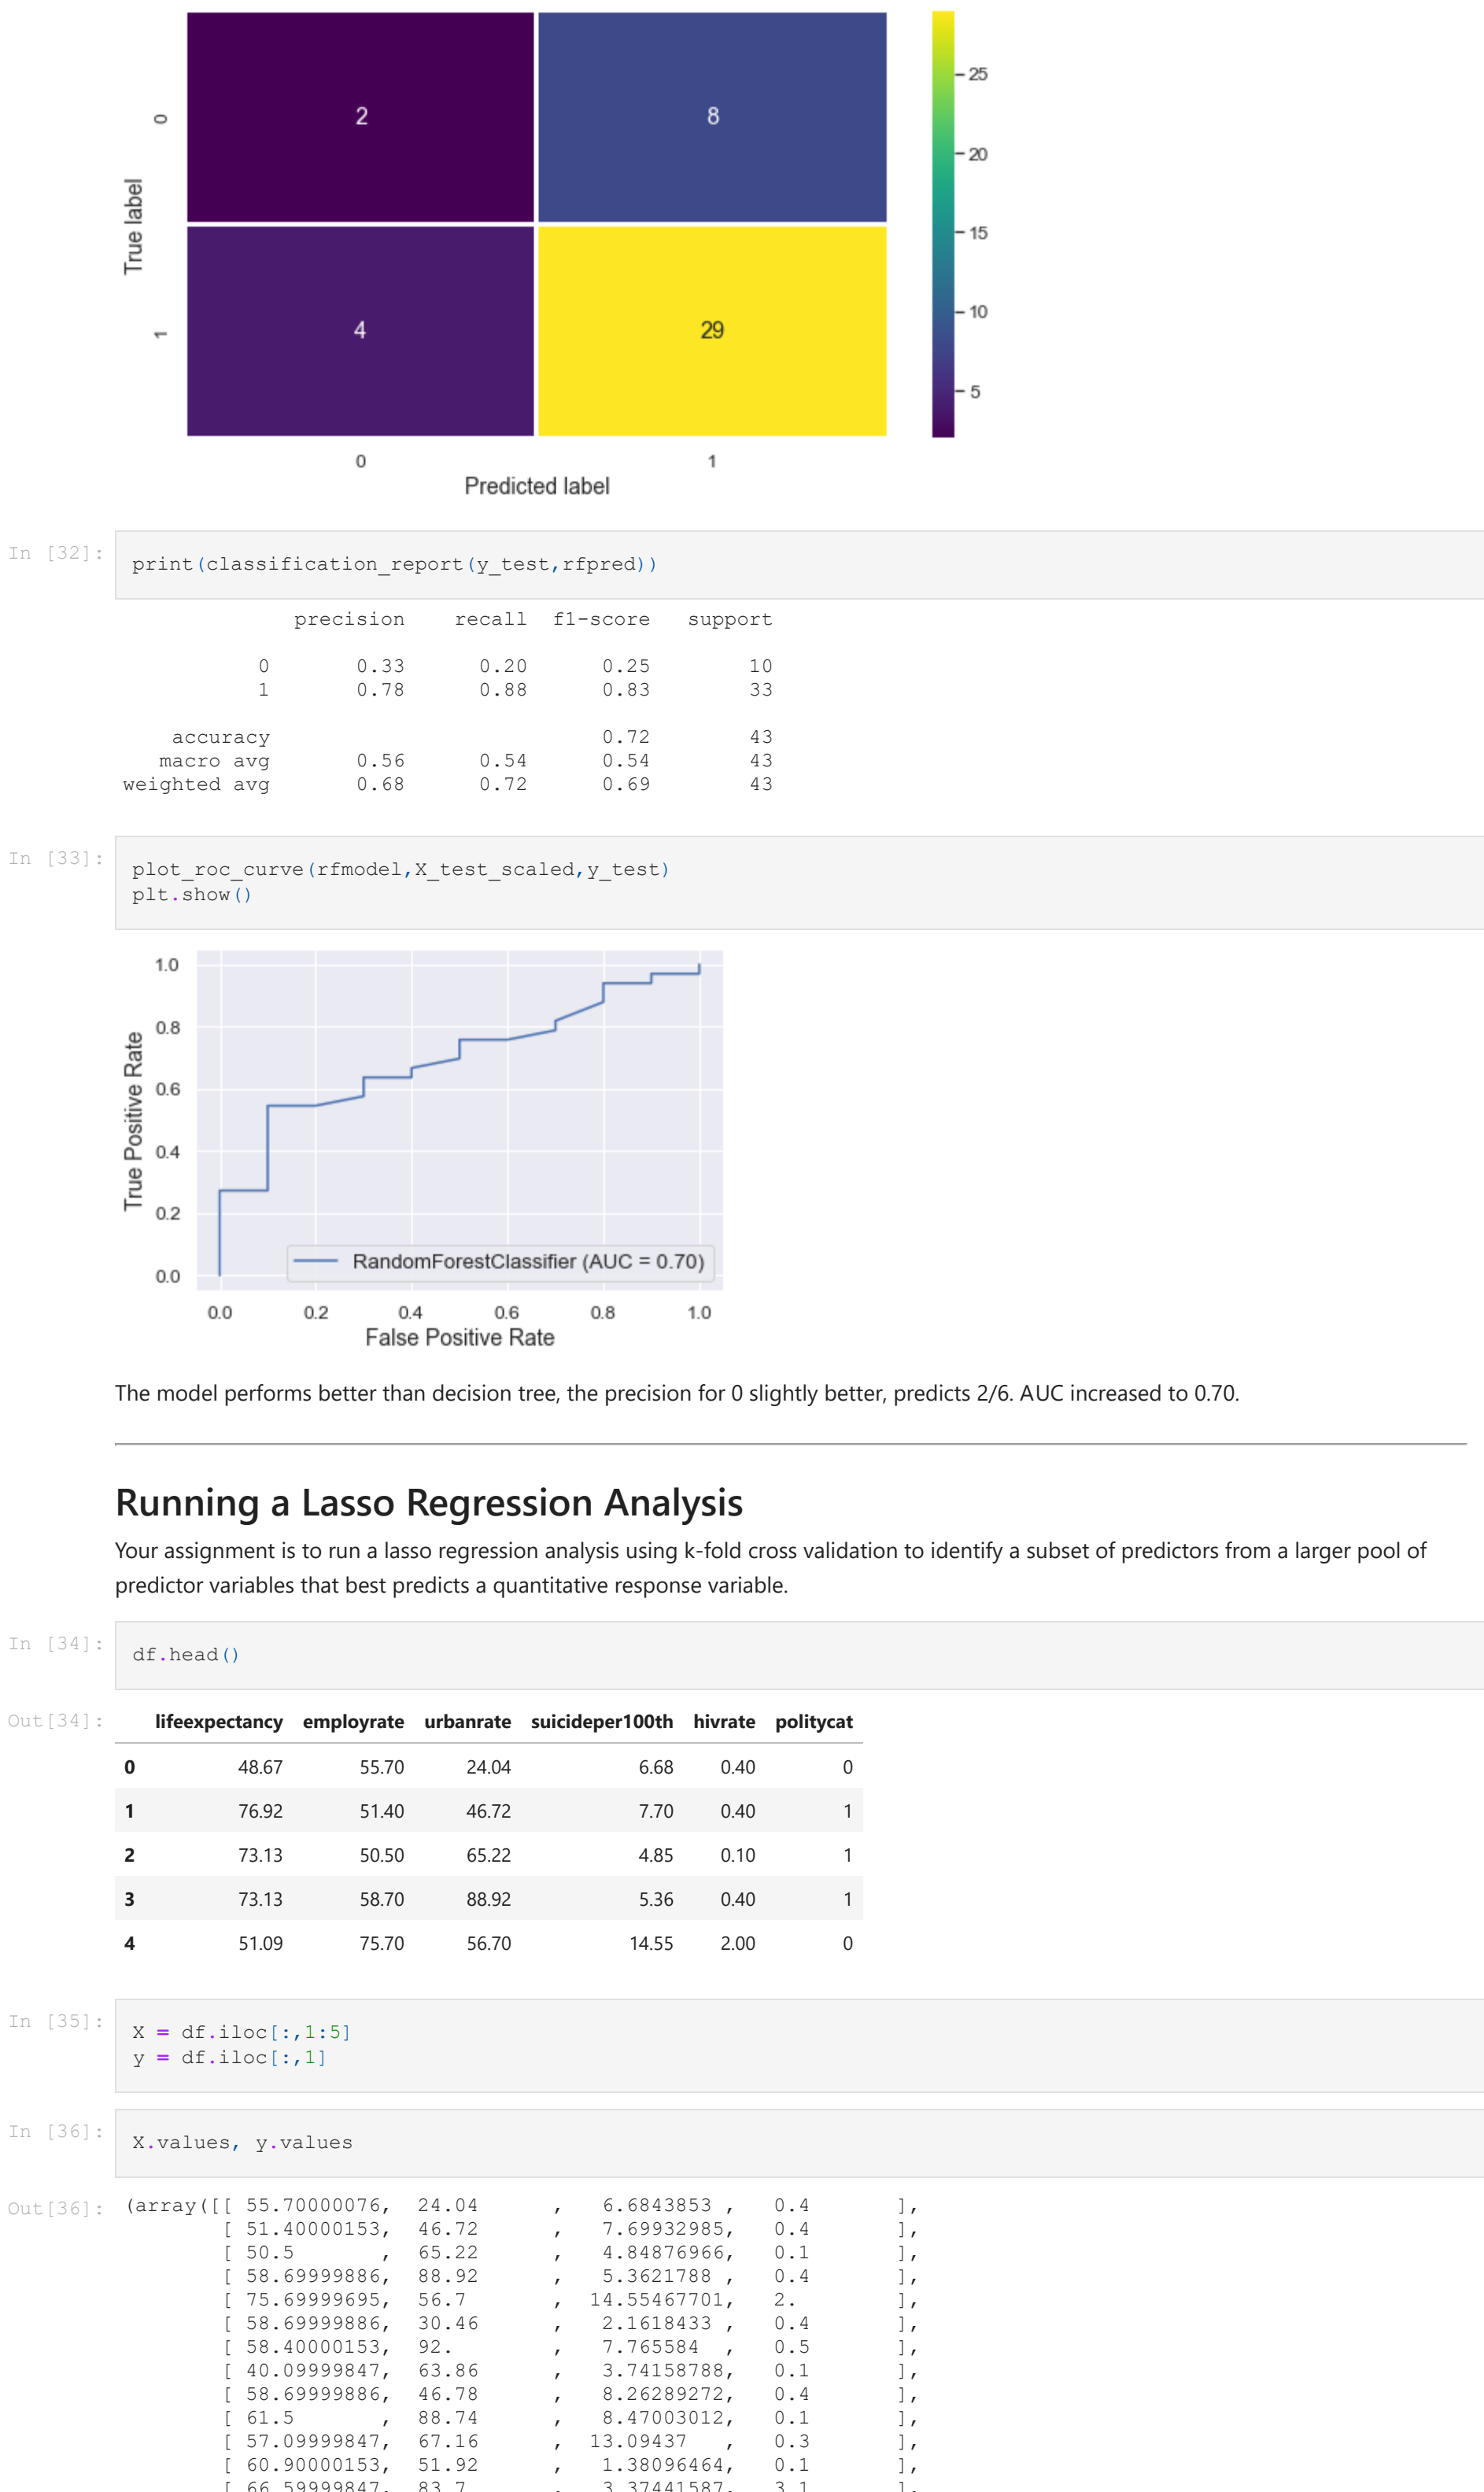 2 8
0
True label
4 29
1
0 1
Predicted label
25
20
15
10
5
In [32]:
print(classification_report(y_test,rfpred))
precision recall f1-score support
0 0.33 0.20 0.25 10
1 0.78 0.88 0.83 33
accuracy 0.72 43
macro avg 0.56 0.54 0.54 43
weighted avg 0.68 0.72 0.69 43
In [33]:
plot_roc_curve(rfmodel,X_test_scaled,y_test)
plt.show()
1.0
0.8
0.6
0.4
0.2
0.0
True Positive Rate
RandomForestClassifier (AUC = 0.70)
0.0 0.2 0.4 0.6 0.8 1.0
False Positive Rate
The model performs better than decision tree, the precision for 0 slightly better, predicts 2/6. AUC increased to 0.70.
Running a Lasso Regression Analysis
Your assignment is to run a lasso regression analysis using k-fold cross validation to identify a subset of predictors from a larger pool of
predictor variables that best predicts a quantitative response variable.
In [34]:
df.head()
Out[34]:
lifeexpectancy employrate urbanrate suicideper100th hivrate politycat
0 48.67 55.70 24.04 6.68 0.40 0
1 76.92 51.40 46.72 7.70 0.40 1
2 73.13 50.50 65.22 4.85 0.10 1
3 73.13 58.70 88.92 5.36 0.40 1
4 51.09 75.70 56.70 14.55 2.00 0
In [35]:
X = df.iloc[:,1:5]
y = df.iloc[:,1]
In [36]:
X.values, y.values
Out[36]:
(array([[ 55.70000076, 24.04 , 6.6843853 , 0.4 ],
[ 51.40000153, 46.72 , 7.69932985, 0.4 ],
[ 50.5 , 65.22 , 4.84876966, 0.1 ],
[ 58.69999886, 88.92 , 5.3621788 , 0.4 ],
[ 75.69999695, 56.7 , 14.55467701, 2. ],
[ 58.69999886, 30.46 , 2.1618433 , 0.4 ],
[ 58.40000153, 92. , 7.765584 , 0.5 ],
[ 40.09999847, 63.86 , 3.74158788, 0.1 ],
[ 58.69999886, 46.78 , 8.26289272, 0.4 ],
[ 61.5 , 88.74 , 8.47003012, 0.1 ],
[ 57.09999847, 67.16 , 13.09437 , 0.3 ],
[ 60.90000153, 51.92 , 1.38096464, 0.1 ],
[ 66.59999847, 83.7 , 3.37441587, 3.1 ],